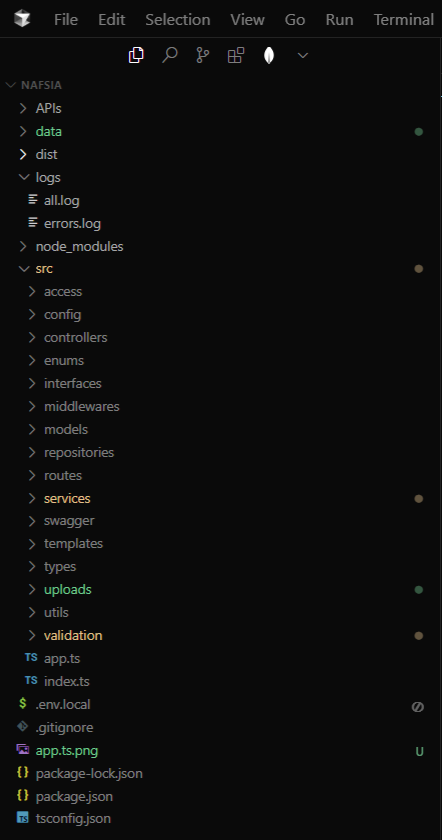 File Edit Selection View Go Run Terminal
NAFSIA
APIs
data
dist
logs
all.log
errors.log
node_modules
src
access
config
controllers
enums
interfaces
middlewares
models
repositories
routes
services
swagger
templates
types
uploads
utils
validation
TS app.ts
TS index.ts
$ .env.local
.gitignore
app.ts.png U
{} package-lock.json
{} package.json
TS tsconfig.json